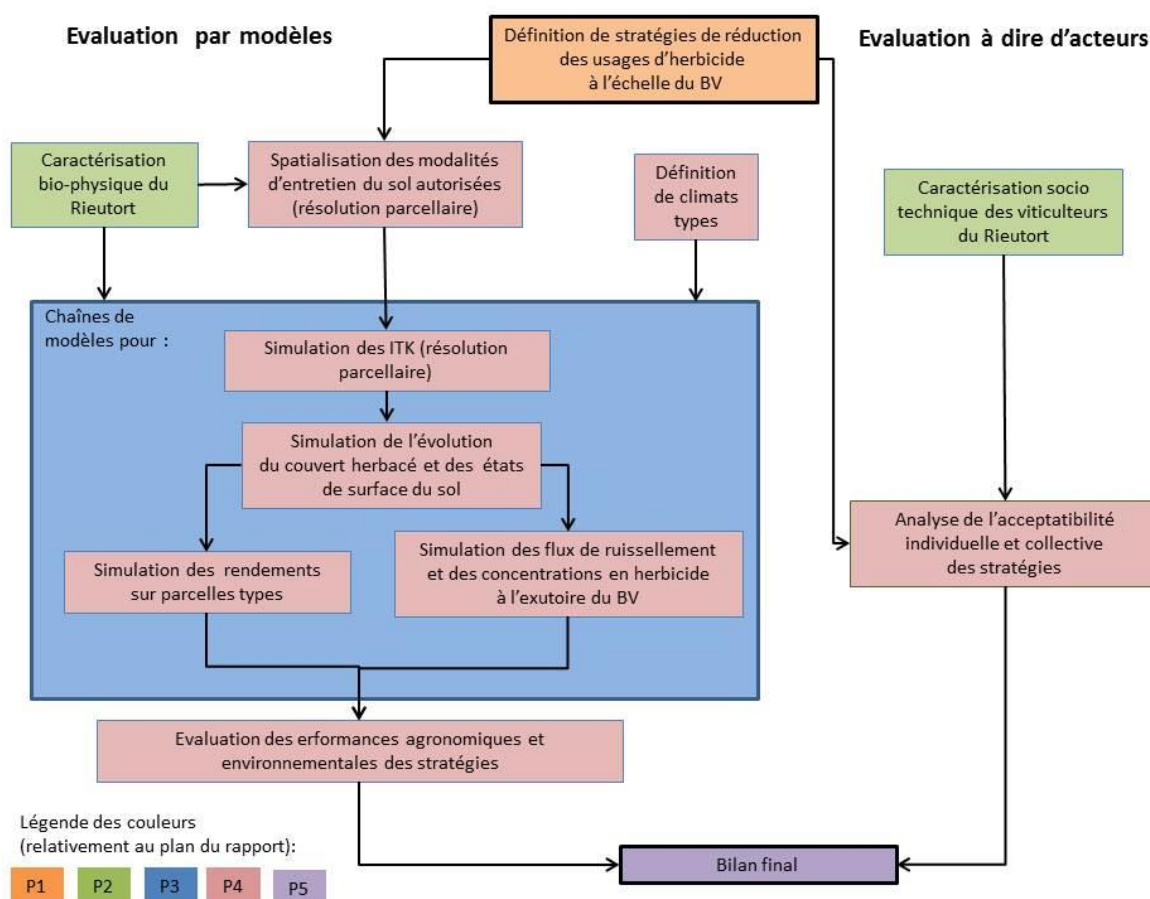 Evaluation par modèles
Définition de stratégies de réduction
des usages d'herbicide
à l'échelle du BV
Evaluation à dire d'acteurs
Caractérisation
bio-physique du
Rieutort
Spatialisation des modalités
d'entretien du sol autorisées
(résolution parcellaire)
Définition
de climats
types
Caractérisation socio
technique des viticulteurs
du Rieutort
Chaînes de
modèles pour :
Simulation des ITK (résolution
parcellaire)
Simulation de l'évolution
du couvert herbacé et des états
de surface du sol
Simulation des rendements
sur parcelles types
Simulation des flux de ruissellement
et des concentrations en herbicide
à l'exutoire du BV
Analyse de l'acceptatibilité
individuelle et collective
des stratégies
Evaluation des erformances agronomiques et
environnementales des stratégies
Légende des couleurs
(relativement au plan du rapport):
P1 P2 P3 P4 P5
Bilan final